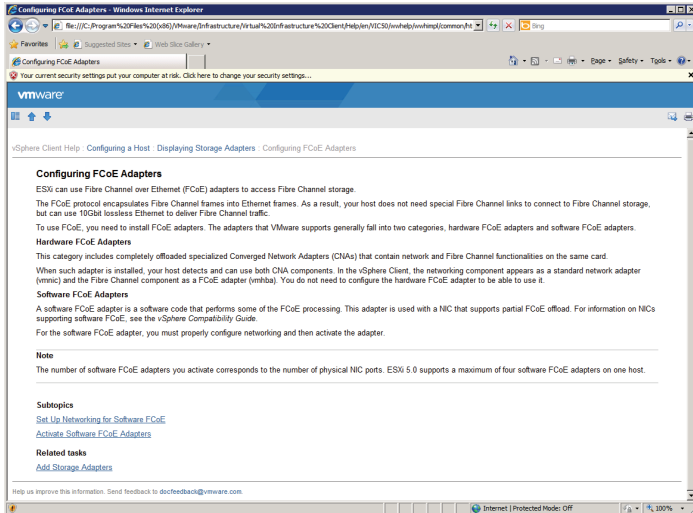 Configuring FCoE Adapters - Windows Internet Explorer
file:///C:/Program%20Files%20(x86)/VMware/Infrastructure/Virtual%20Infrastructure%20Client/Help/en/VIC50/wwhelp/wwhimpl/common/ht
Bing
Favorites
Suggested Sites
Web Slice Gallery
Configuring FCoE Adapters
Page
Safety
Tools
Your current security settings put your computer at risk. Click here to change your security settings...
vmware
vSphere Client Help : Configuring a Host : Displaying Storage Adapters : Configuring FCoE Adapters
Configuring FCoE Adapters
ESXi can use Fibre Channel over Ethernet (FCoE) adapters to access Fibre Channel storage.
The FCoE protocol encapsulates Fibre Channel frames into Ethernet frames. As a result, your host does not need special Fibre Channel links to connect to Fibre Channel storage,
but can use 10Gbit lossless Ethernet to deliver Fibre Channel traffic.
To use FCoE, you need to install FCoE adapters. The adapters that VMware supports generally fall into two categories, hardware FCoE adapters and software FCoE adapters.
Hardware FCoE Adapters
This category includes completely offloaded specialized Converged Network Adapters (CNAs) that contain network and Fibre Channel functionalities on the same card.
When such adapter is installed, your host detects and can use both CNA components. In the vSphere Client, the networking component appears as a standard network adapter
(vmnic) and the Fibre Channel component as a FCoE adapter (vmhba). You do not need to configure the hardware FCoE adapter to be able to use it.
Software FCoE Adapters
A software FCoE adapter is a software code that performs some of the FCoE processing. This adapter is used with a NIC that supports partial FCoE offload. For information on NICs
supporting software FCoE, see the vSphere Compatibility Guide.
For the software FCoE adapter, you must properly configure networking and then activate the adapter.
Note
The number of software FCoE adapters you activate corresponds to the number of physical NIC ports. ESXi 5.0 supports a maximum of four software FCoE adapters on one host.
Subtopics
Set Up Networking for Software FCoE
Activate Software FCoE Adapters
Related tasks
Add Storage Adapters
Help us improve this information. Send feedback to docfeedback@vmware.com.
Internet | Protected Mode: Off
100%